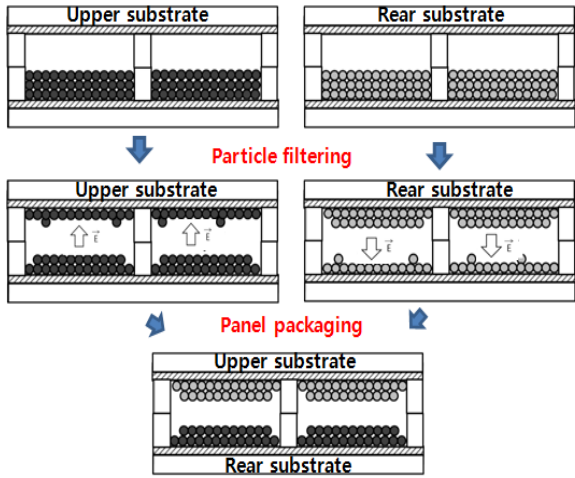 Upper substrate
Rear substrate
Particle filtering
Upper substrate
Rear substrate
E
E
E
E
Panel packaging
Upper substrate
Rear substrate